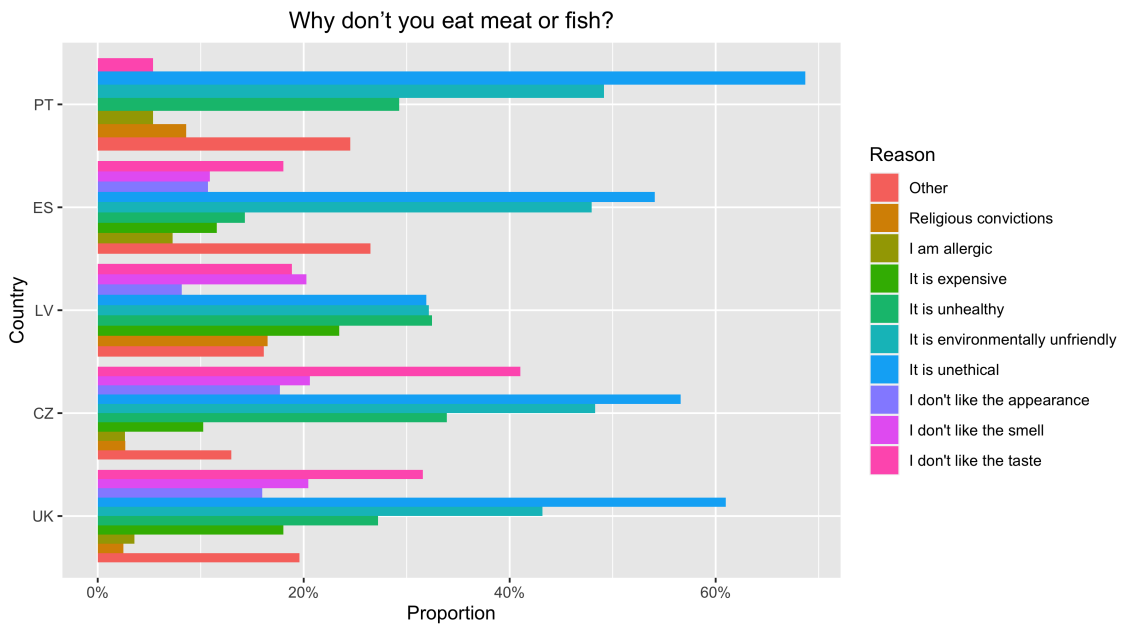 Why don’t you eat meat or fish?
PT
ES
LV
CZ
UK
Country
0%
20%
40%
60%
Proportion
Reason
Other
Religious convictions
I am allergic
It is expensive
It is unhealthy
It is environmentally unfriendly
It is unethical
I don't like the appearance
I don't like the smell
I don't like the taste